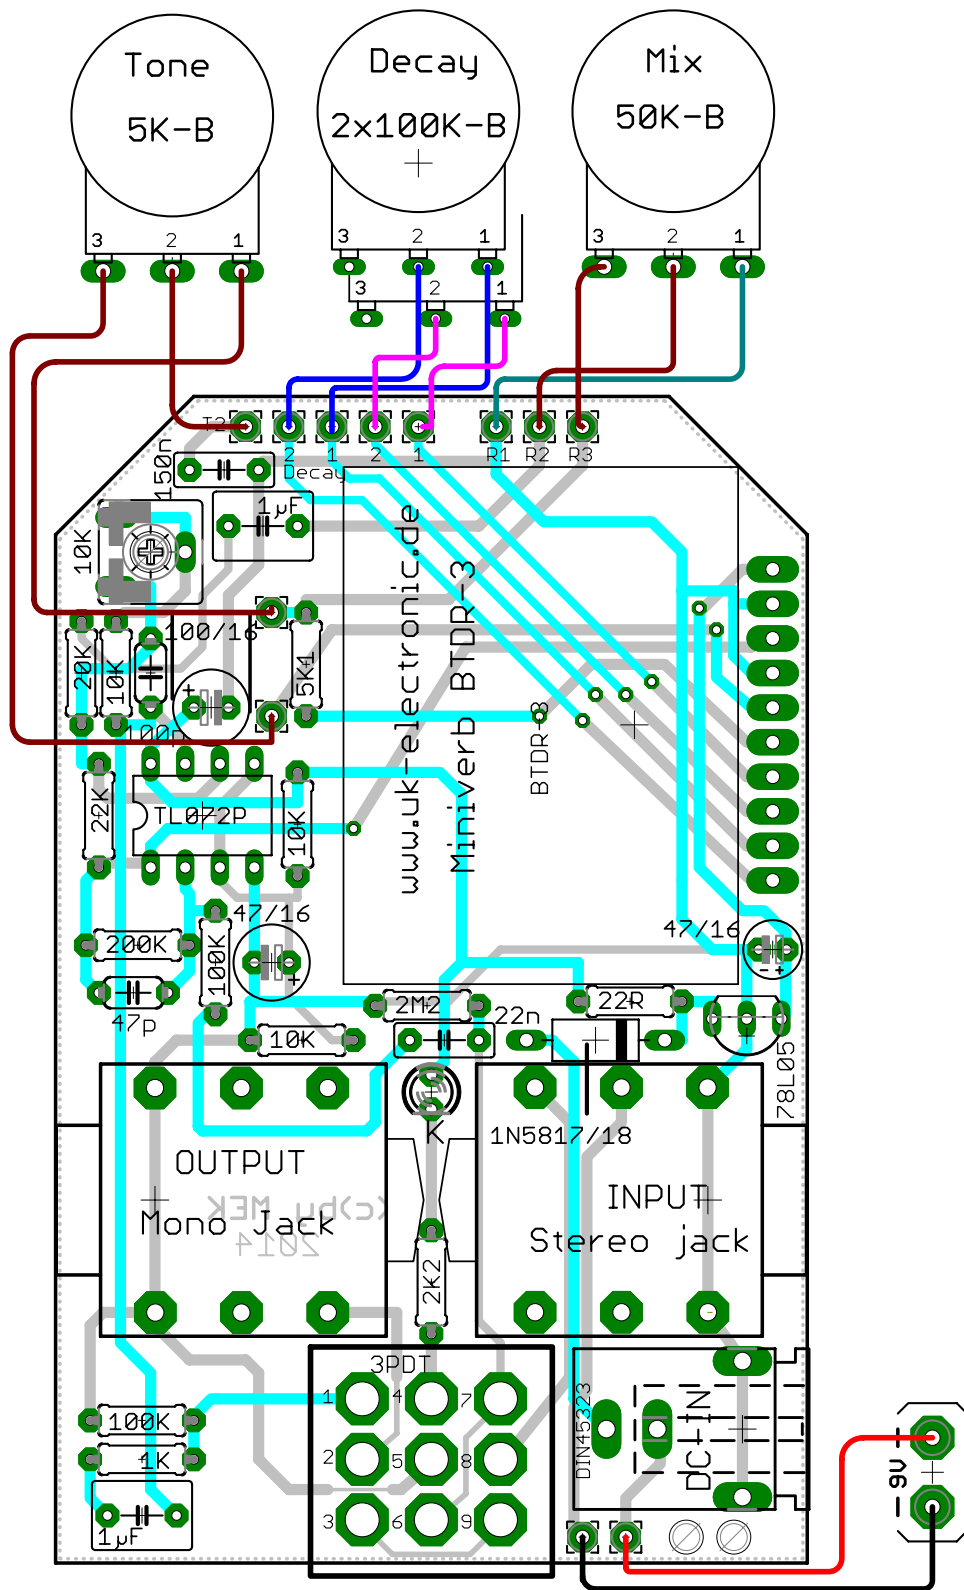 Tone
5K-B
Decay
2x100K-B
Mix
50K-B
3 2 1
3 2 1
3 2 1
3 2 1
T2
2 1 2 1
Decay
R1 R2 R3
150n
1µF
10K
100/16
20K
10K
5K1
100p
www.uk-electronic.de
Miniverb BTDR-3
BTDR-3
22K
TL072P
10K
47/16
47/16
200K
100K
47p
2M2
22n
22R
10K
78L05
K
1N5817/18
OUTPUT
Mono Jack
(c)by MEK
2014
INPUT
Stereo jack
2K2
3PDT
1 4 7
2 5 8
3 6 9
100K
1K
1µF
DIN45323
DC-IN
- 9V